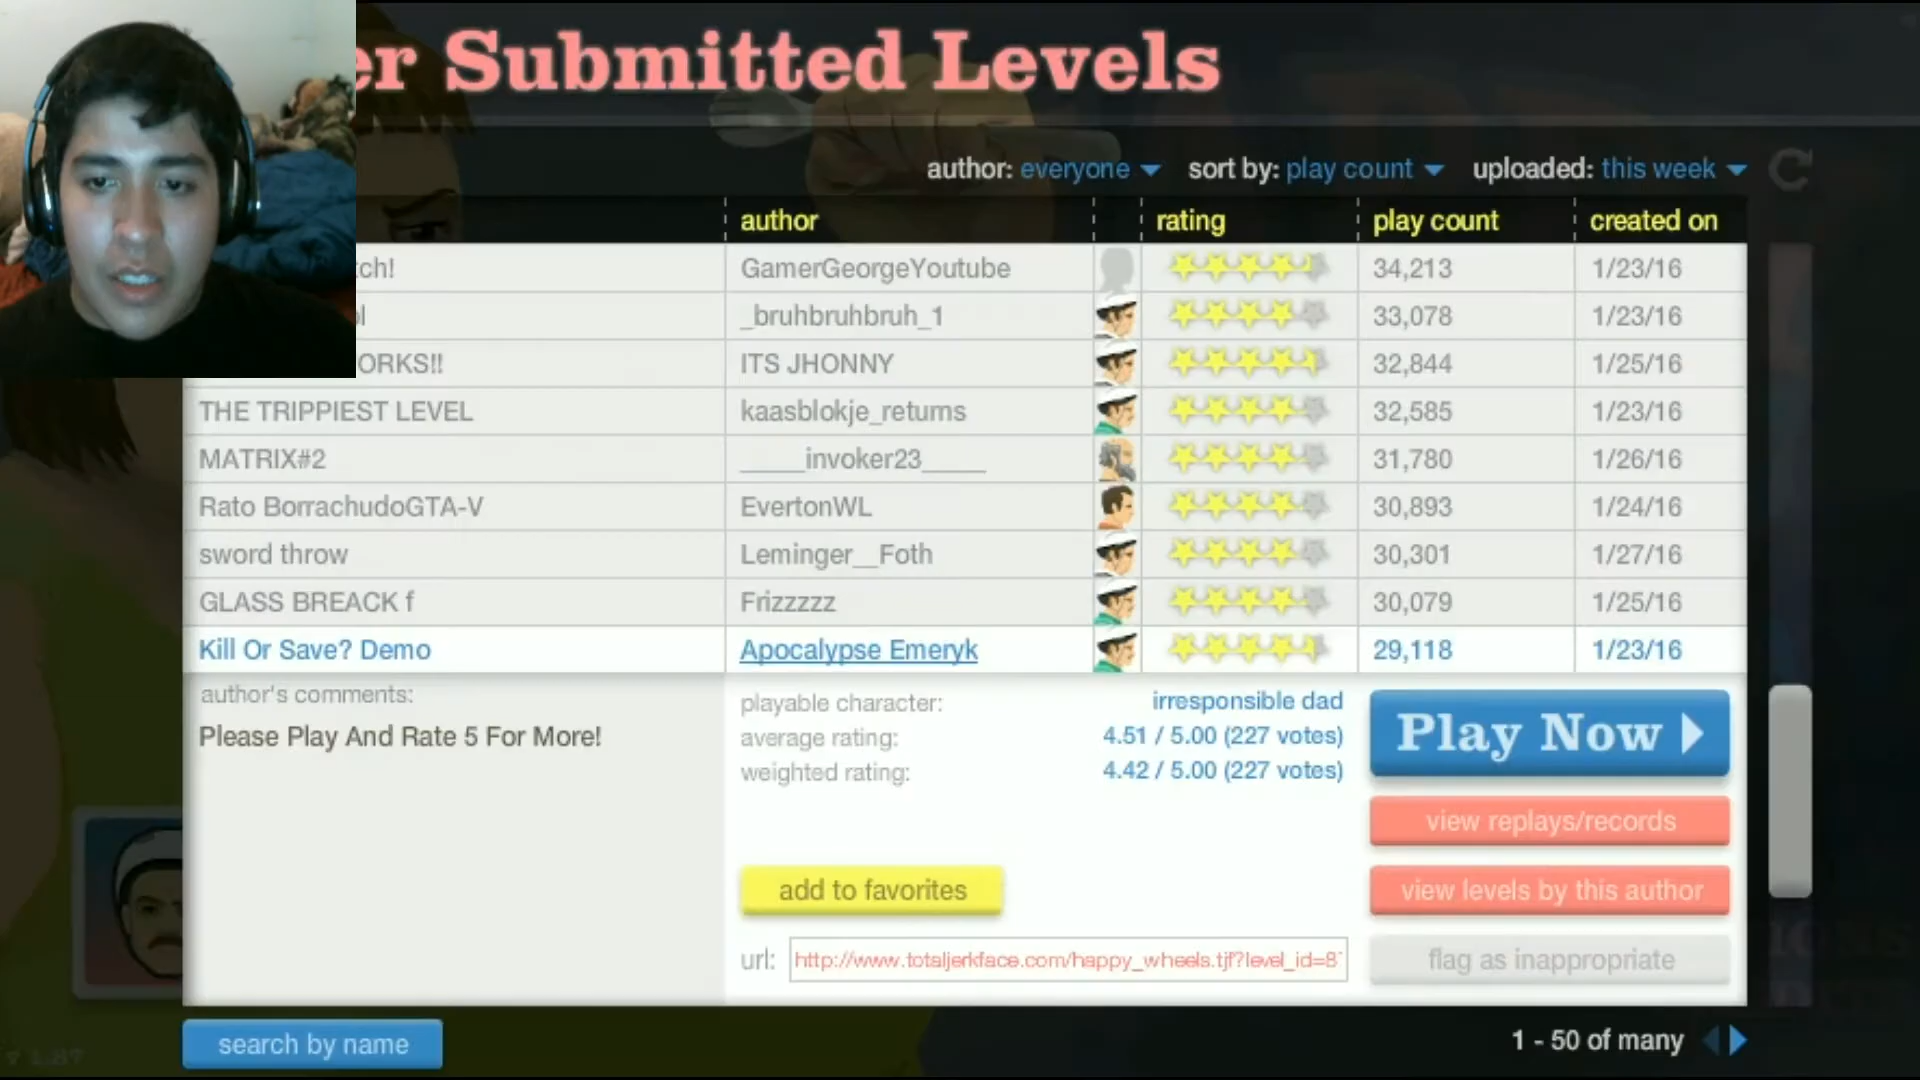 er Submitted Levels
author: everyone sort by: play count uploaded: this week
author rating play count created on
tch! GamerGeorgeYoutube 34,213 1/23/16
ol _bruhbruhbruh_1 33,078 1/23/16
ORKS!! ITS JHONNY 32,844 1/25/16
THE TRIPPIEST LEVEL kaasblokje_returns 32,585 1/23/16
MATRIX#2 _____invoker23_____ 31,780 1/26/16
Rato BorrachudoGTA-V EvertonWL 30,893 1/24/16
sword throw Leminger__Foth 30,301 1/27/16
GLASS BREACK f Frizzzzz 30,079 1/25/16
Kill Or Save? Demo Apocalypse Emeryk 29,118 1/23/16
author's comments:
Please Play And Rate 5 For More!
playable character: irresponsible dad
average rating: 4.51 / 5.00 (227 votes)
weighted rating: 4.42 / 5.00 (227 votes)
Play Now
view replays/records
add to favorites
view levels by this author
url: http://www.totaljerkface.com/happy_wheels.tjf?level_id=8
flag as inappropriate
search by name
1 - 50 of many
v 1.87